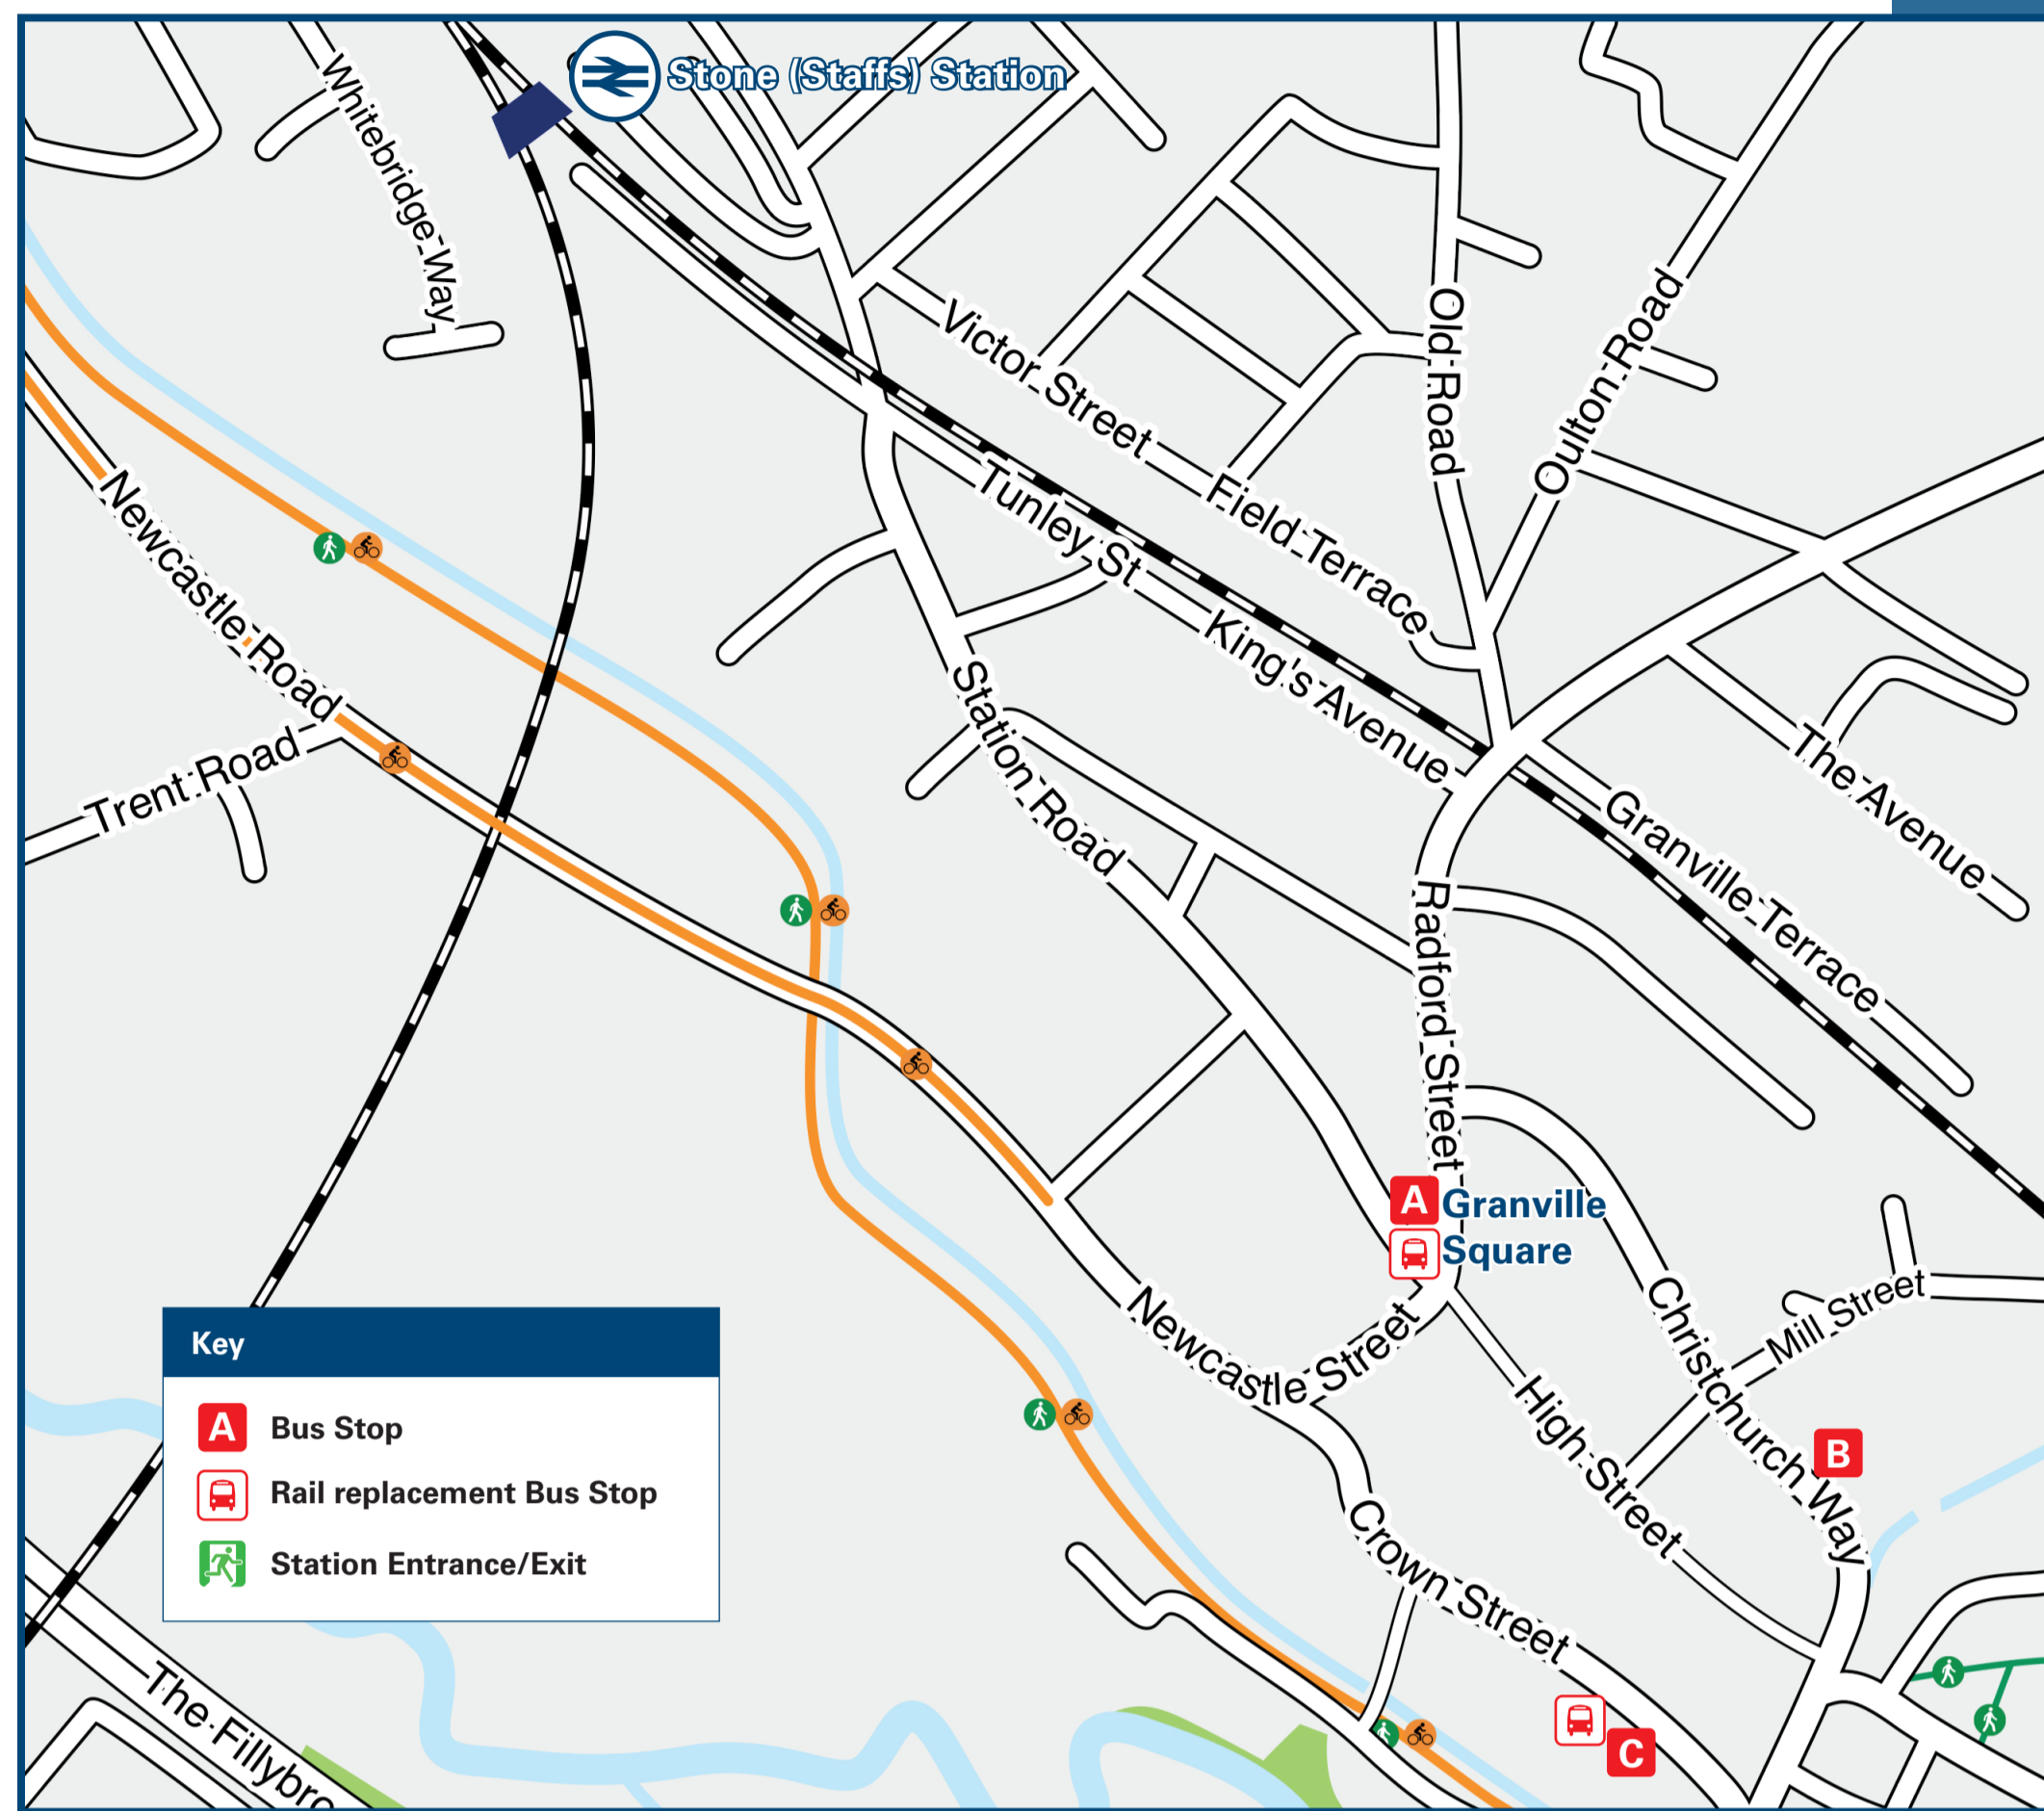 Stone (Staffs) Station
Whitebridge Way
Victor Street
Old Road
Oulton Road
Field Terrace
Tunley St
King's Avenue
Newcastle Road
Trent Road
Station Road
The Avenue
Granville Terrace
Radford Street
A
Granville
Square
Newcastle Street
Mill Street
Christchurch Way
High Street
B
Crown Street
C
Key
A Bus Stop
Rail replacement Bus Stop
Station Entrance/Exit
The Fillybro